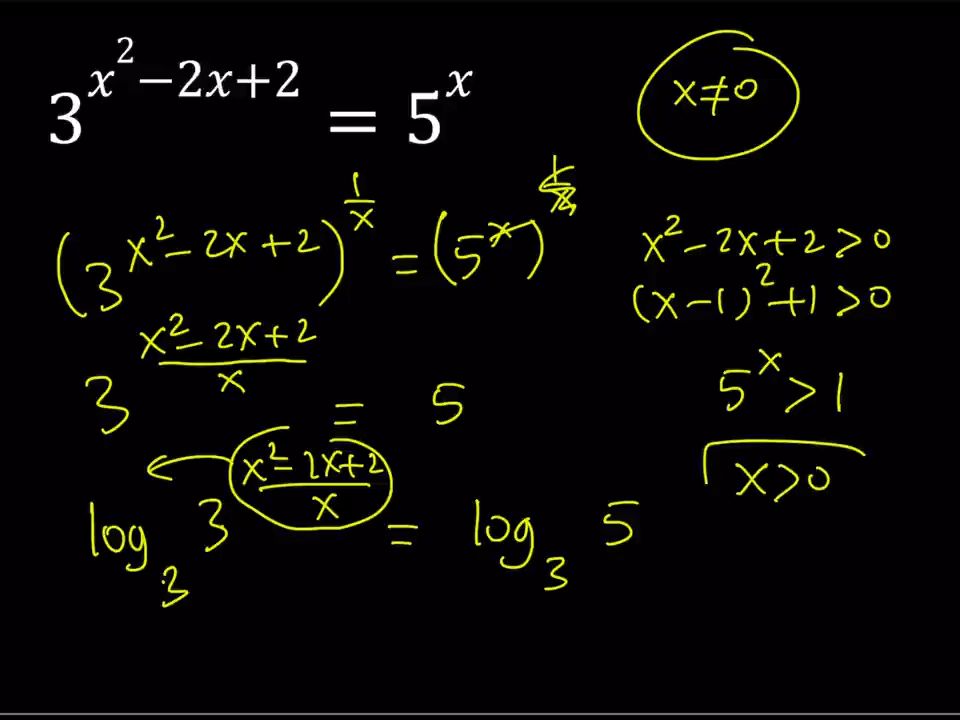 3^{x^2-2x+2} = 5^x
x≠0
(3^{x^2-2x+2})^{1/x} = (5^x)^{1/x}
x^2-2x+2>0
(x-1)^2+1>0
3^{(x^2-2x+2)/x} = 5
5^x>1
x>0
log_3 3^{(x^2-2x+2)/x} = log_3 5